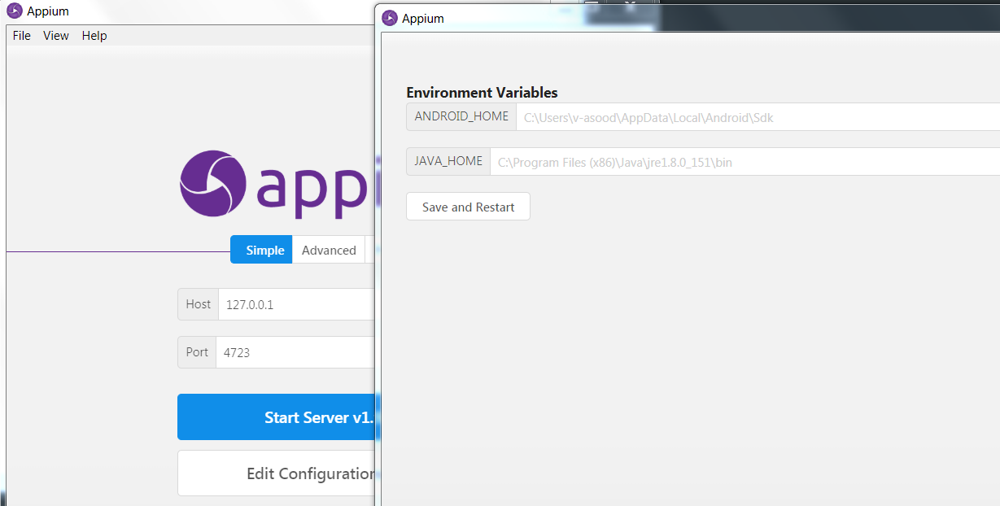 Appium
File View Help
Simple Advanced
Host 127.0.0.1
Port 4723
Start Server v1.
Edit Configuration
Appium
Environment Variables
ANDROID_HOME C:\Users\v-asood\AppData\Local\Android\Sdk
JAVA_HOME C:\Program Files (x86)\Java\jre1.8.0_151\bin
Save and Restart